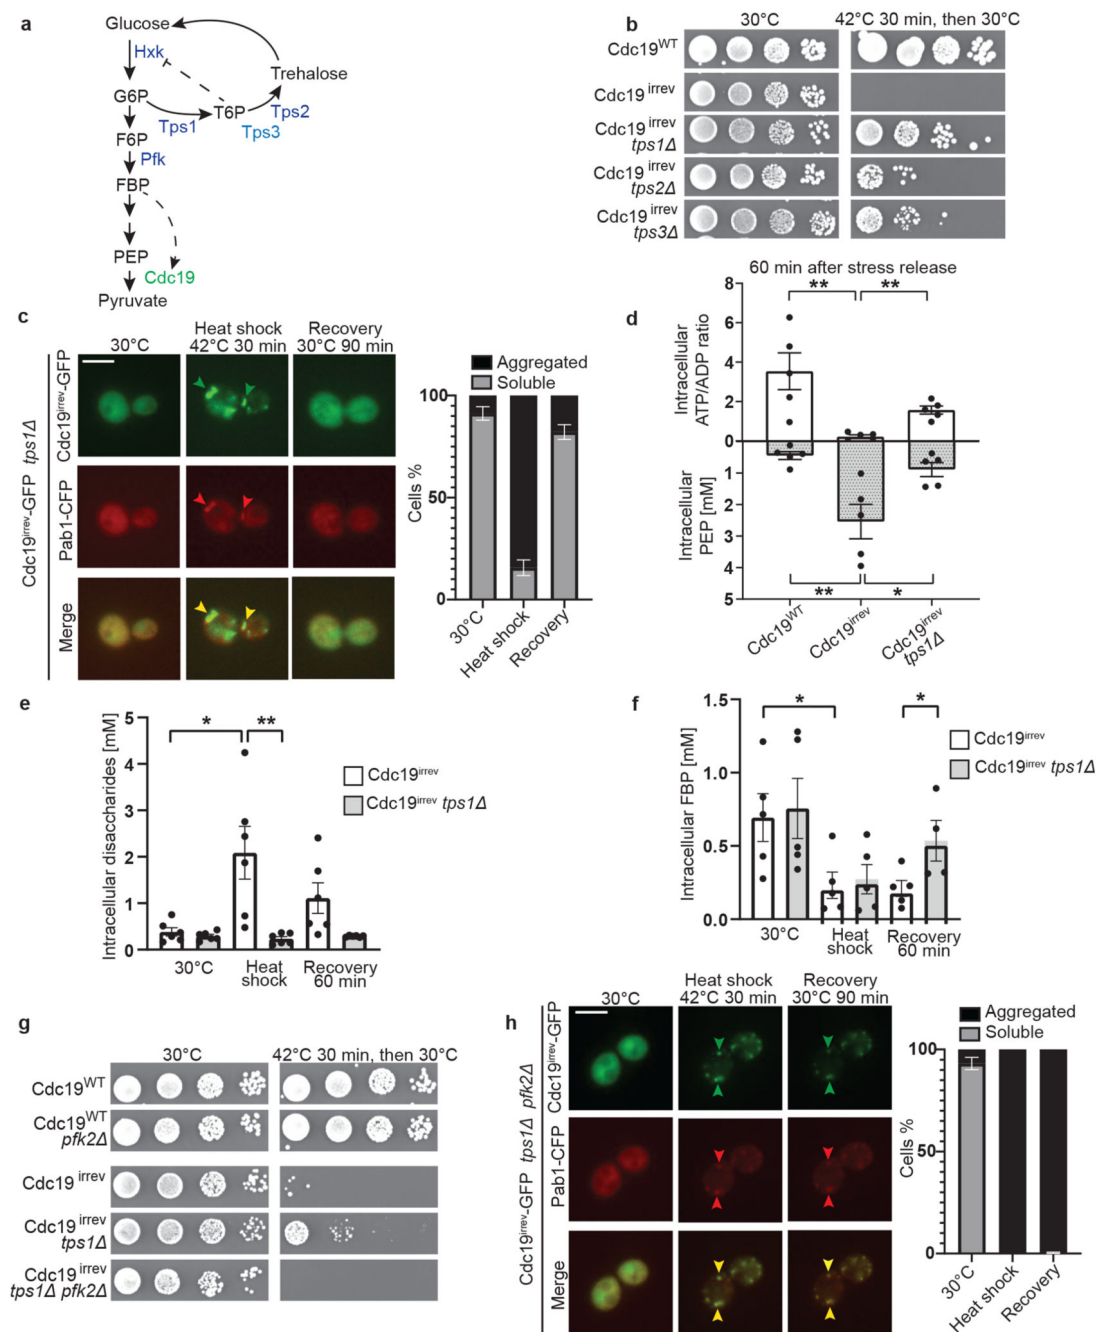 a
Glucose
Hxk
Trehalose
G6P
T6P
Tps1
Tps2
Tps3
F6P
Pfk
FBP
PEP
Cdc19
Pyruvate
b
30°C
42°C 30 min, then 30°C
Cdc19WT
Cdc19irrev
Cdc19irrev
tps1Δ
Cdc19irrev
tps2Δ
Cdc19irrev
tps3Δ
c
Cdc19irrev-GFP tps1Δ
30°C
Heat shock
42°C 30 min
Recovery
30°C 90 min
Cdc19irrev-GFP
Pab1-CFP
Merge
Aggregated
Soluble
Cells %
100
50
0
30°C
Heat shock
Recovery
d
60 min after stress release
** **
Intracellular
ATP/ADP ratio
Intracellular
PEP [mM]
8
6
4
2
0
1
2
3
4
5
** *
Cdc19WT
Cdc19irrev
Cdc19irrev
tps1Δ
e
Intracellular disaccharides [mM]
5
4
3
2
1
0
* **
Cdc19irrev
Cdc19irrev tps1Δ
30°C
Heat
shock
Recovery
60 min
f
Intracellular FBP [mM]
1.5
1.0
0.5
0.0
* *
Cdc19irrev
Cdc19irrev tps1Δ
30°C
Heat
shock
Recovery
60 min
g
30°C
42°C 30 min, then 30°C
Cdc19WT
Cdc19WT
pfk2Δ
Cdc19irrev
Cdc19irrev
tps1Δ
Cdc19irrev
tps1Δ pfk2Δ
h
Cdc19irrev-GFP tps1Δ pfk2Δ
30°C
Heat shock
42°C 30 min
Recovery
30°C 90 min
Cdc19irrev-GFP
Pab1-CFP
Merge
Aggregated
Soluble
Cells %
100
50
0
30°C
Heat shock
Recovery